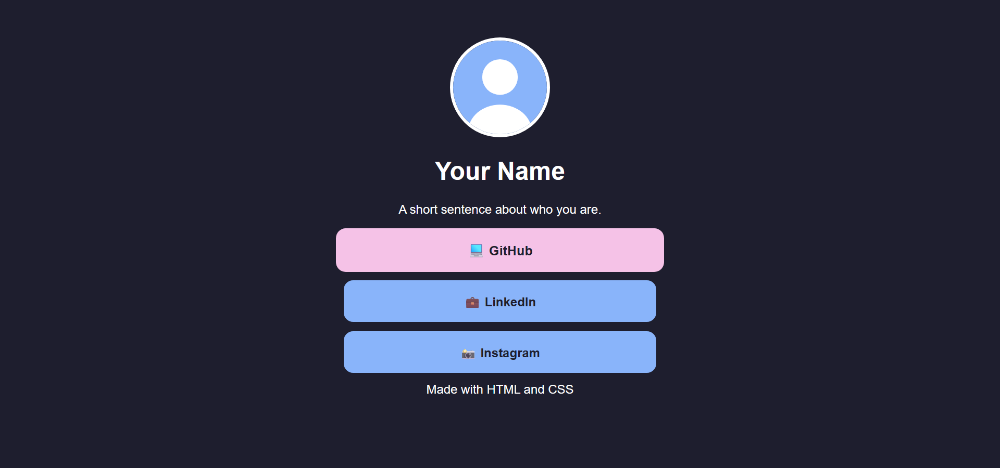 Your Name
A short sentence about who you are.
💻 GitHub
💼 LinkedIn
📸 Instagram
Made with HTML and CSS